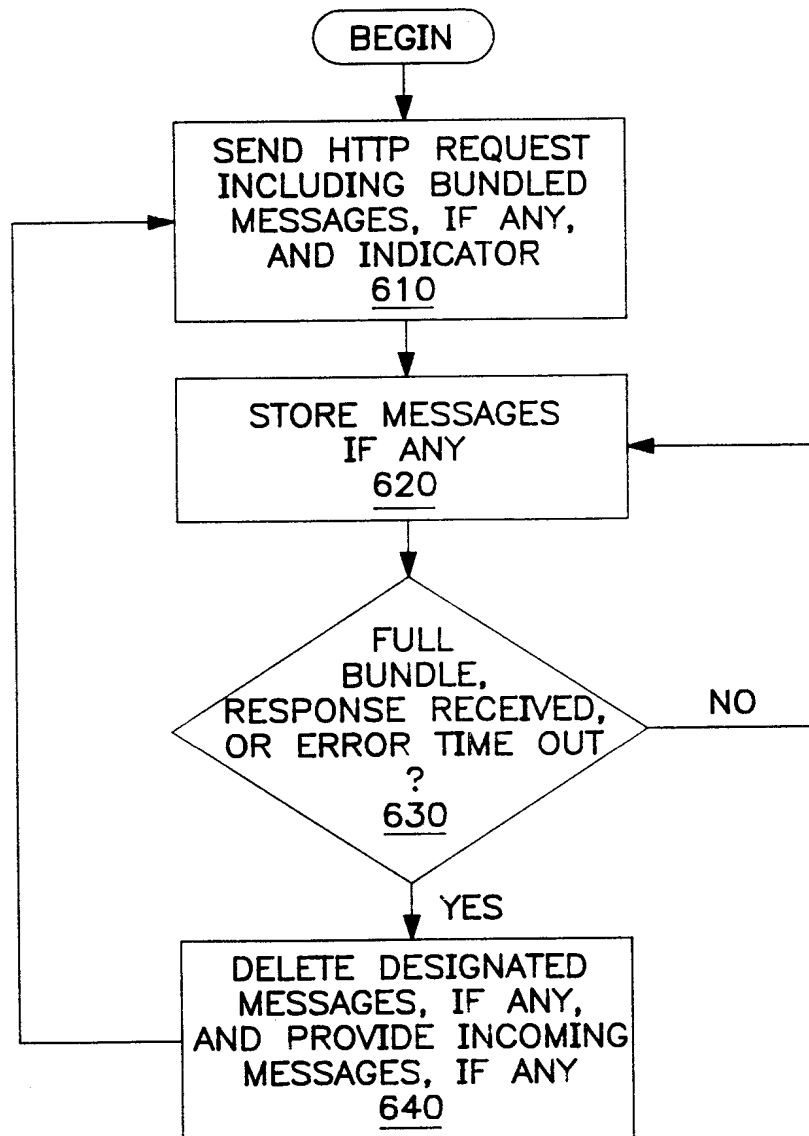 BEGIN
SEND HTTP REQUEST
INCLUDING BUNDLED
MESSAGES, IF ANY,
AND INDICATOR
610
STORE MESSAGES
IF ANY
620
FULL
BUNDLE,
RESPONSE RECEIVED,
OR ERROR TIME OUT
?
630
NO
YES
DELETE DESIGNATED
MESSAGES, IF ANY,
AND PROVIDE INCOMING
MESSAGES, IF ANY
640